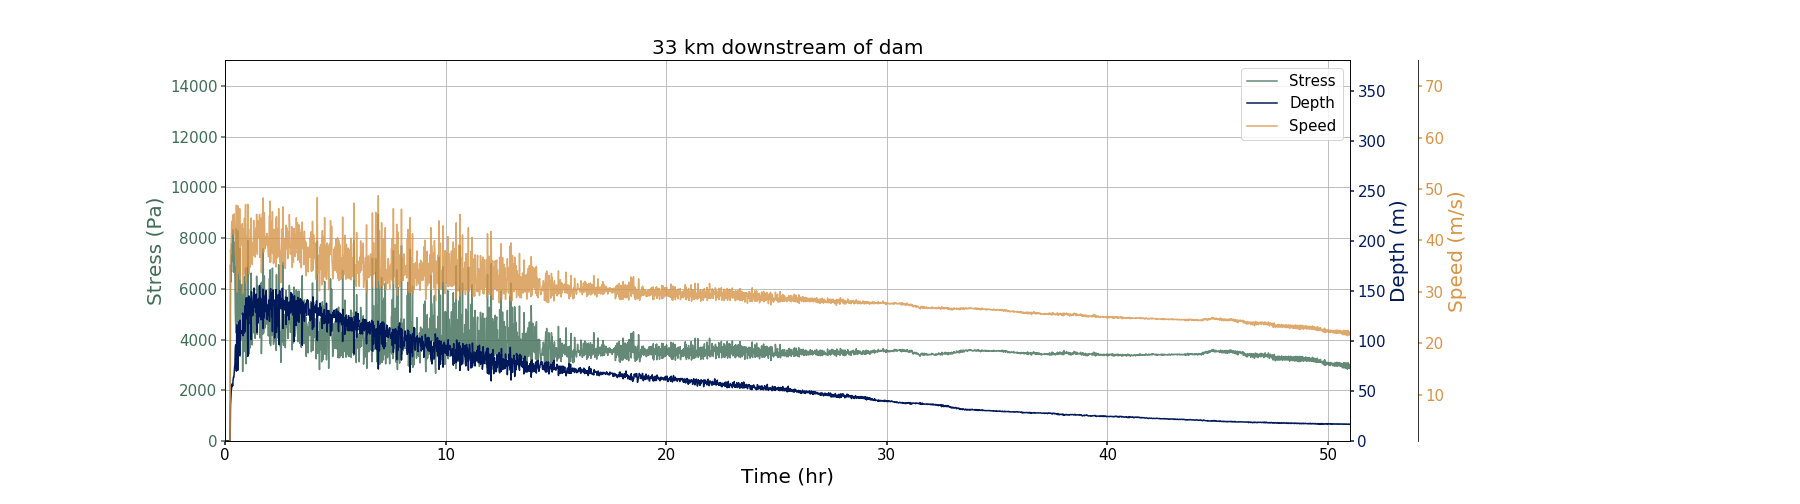 33 km downstream of dam
Stress (Pa)
14000
12000
10000
8000
6000
4000
2000
0
Stress
Depth
Speed
350
300
250
200
150
100
50
0
Depth (m)
70
60
50
40
30
20
10
Speed (m/s)
0 10 20 30 40 50
Time (hr)